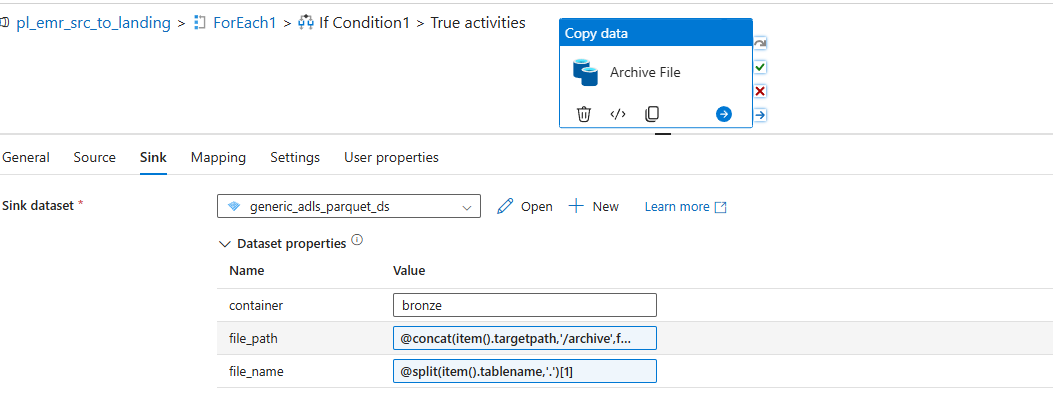 pl_emr_src_to_landing > ForEach1 > If Condition1 > True activities
Copy data
Archive File
General Source Sink Mapping Settings User properties
Sink dataset * generic_adls_parquet_ds Open New Learn more
Dataset properties
Name Value
container bronze
file_path @concat(item().targetpath,'/archive',f...
file_name @split(item().tablename,'.')[1]